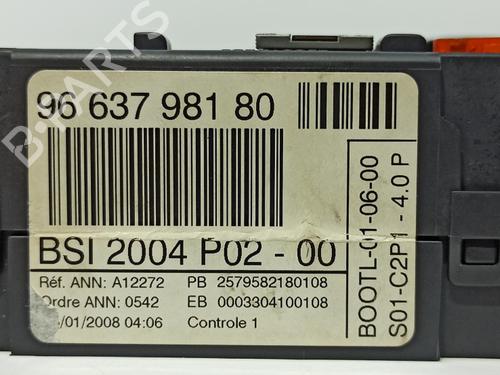 96 637 981 80
BSI 2004 P02 - 00
Réf. ANN: A12272 PB 2579582180108
Ordre ANN: 0542 EB 0003304100108
/01/2008 04:06 Controle 1
BOOTL-01-06-00
S01-C2P1 - 4.0 P
B-PARTS